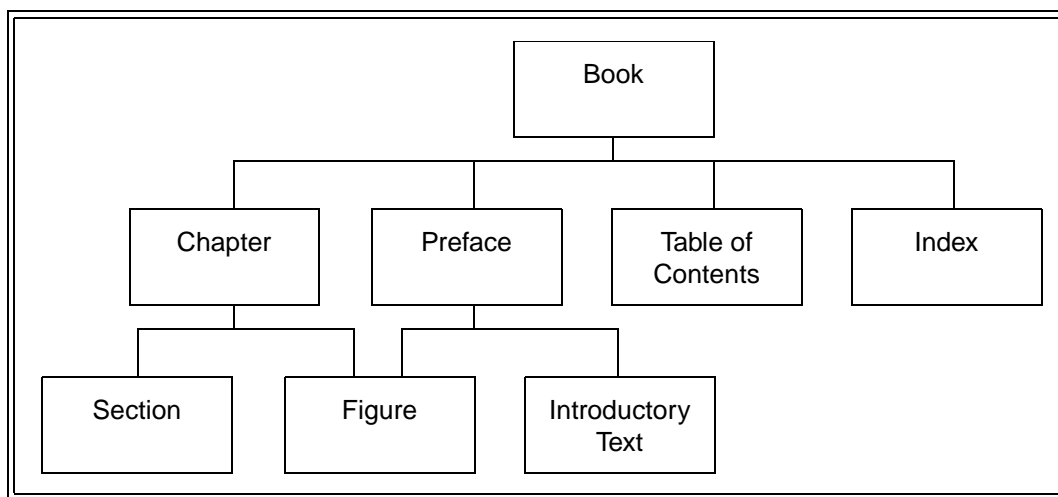 Book
Chapter
Preface
Table of
Contents
Index
Section
Figure
Introductory
Text